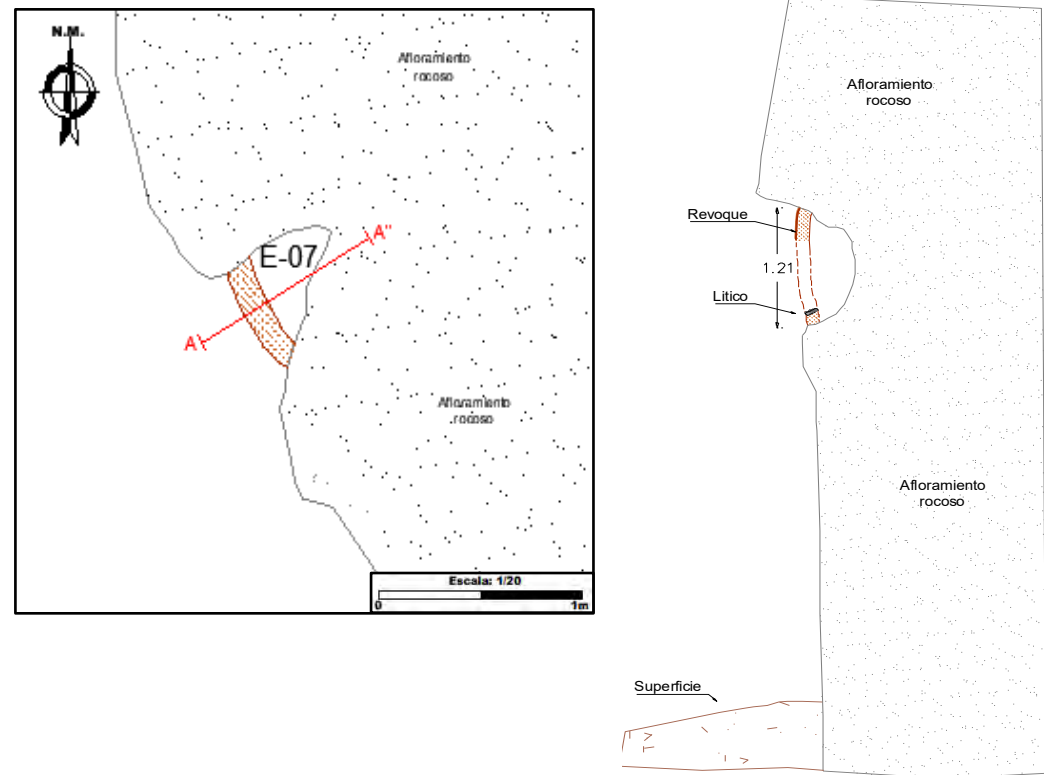 N.M.
Afloramiento
rocoso
E-07
A'
A"
Afloramiento
rocoso
Escala: 1/20
0
1m
Afloramiento
rocoso
Revoque
1.21
Litico
Afloramiento
rocoso
Superficie